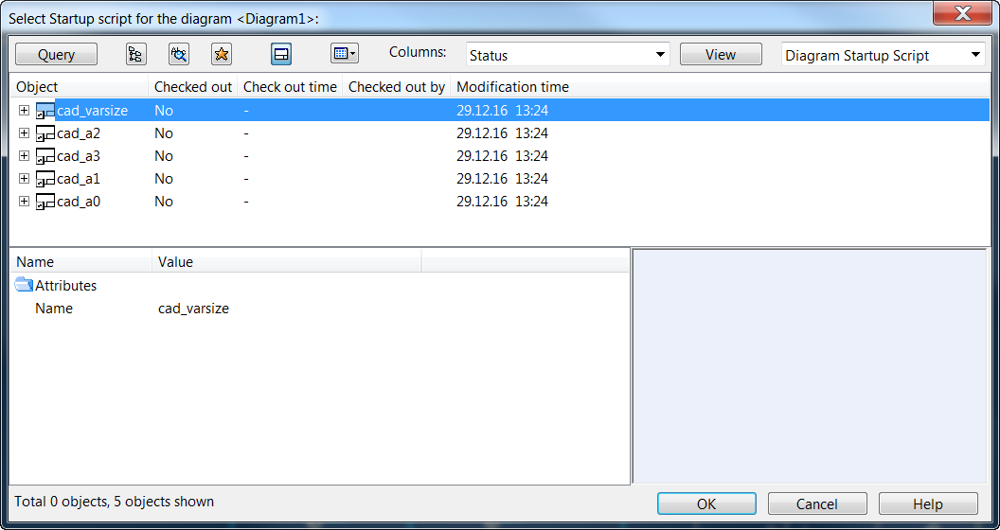 Select Startup script for the diagram <Diagram1>:
Query Columns: Status View Diagram Startup Script
Object Checked out Check out time Checked out by Modification time
cad_varsize No - 29.12.16 13:24
cad_a2 No - 29.12.16 13:24
cad_a3 No - 29.12.16 13:24
cad_a1 No - 29.12.16 13:24
cad_a0 No - 29.12.16 13:24
Name Value
Attributes
Name cad_varsize
Total 0 objects, 5 objects shown
OK Cancel Help